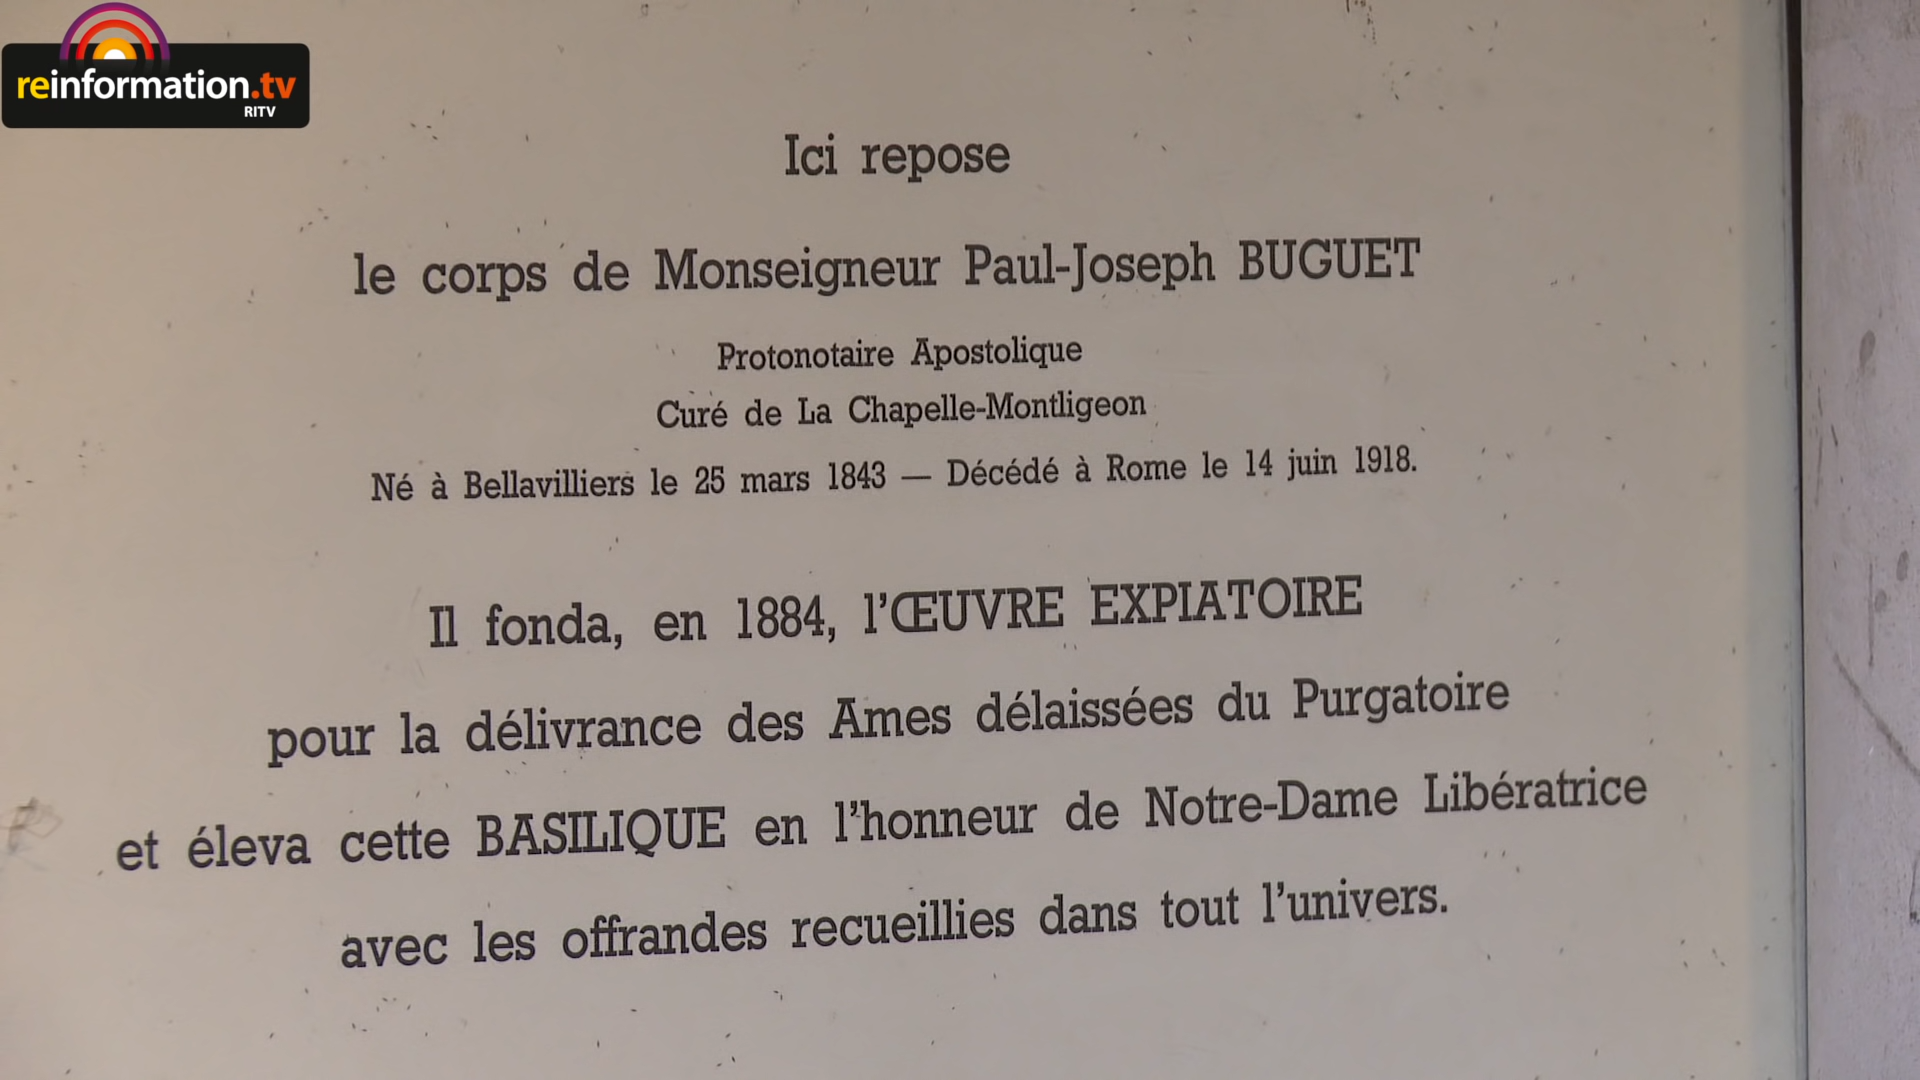 reinformation.tv
RITV
Ici repose
le corps de Monseigneur Paul-Joseph BUGUET
Protonotaire Apostolique
Curé de La Chapelle-Montligeon
Né à Bellavilliers le 25 mars 1843 — Décédé à Rome le 14 juin 1918.
Il fonda, en 1884, l'ŒUVRE EXPIATOIRE
pour la délivrance des Ames délaissées du Purgatoire
et éleva cette BASILIQUE en l'honneur de Notre-Dame Libératrice
avec les offrandes recueillies dans tout l'univers.